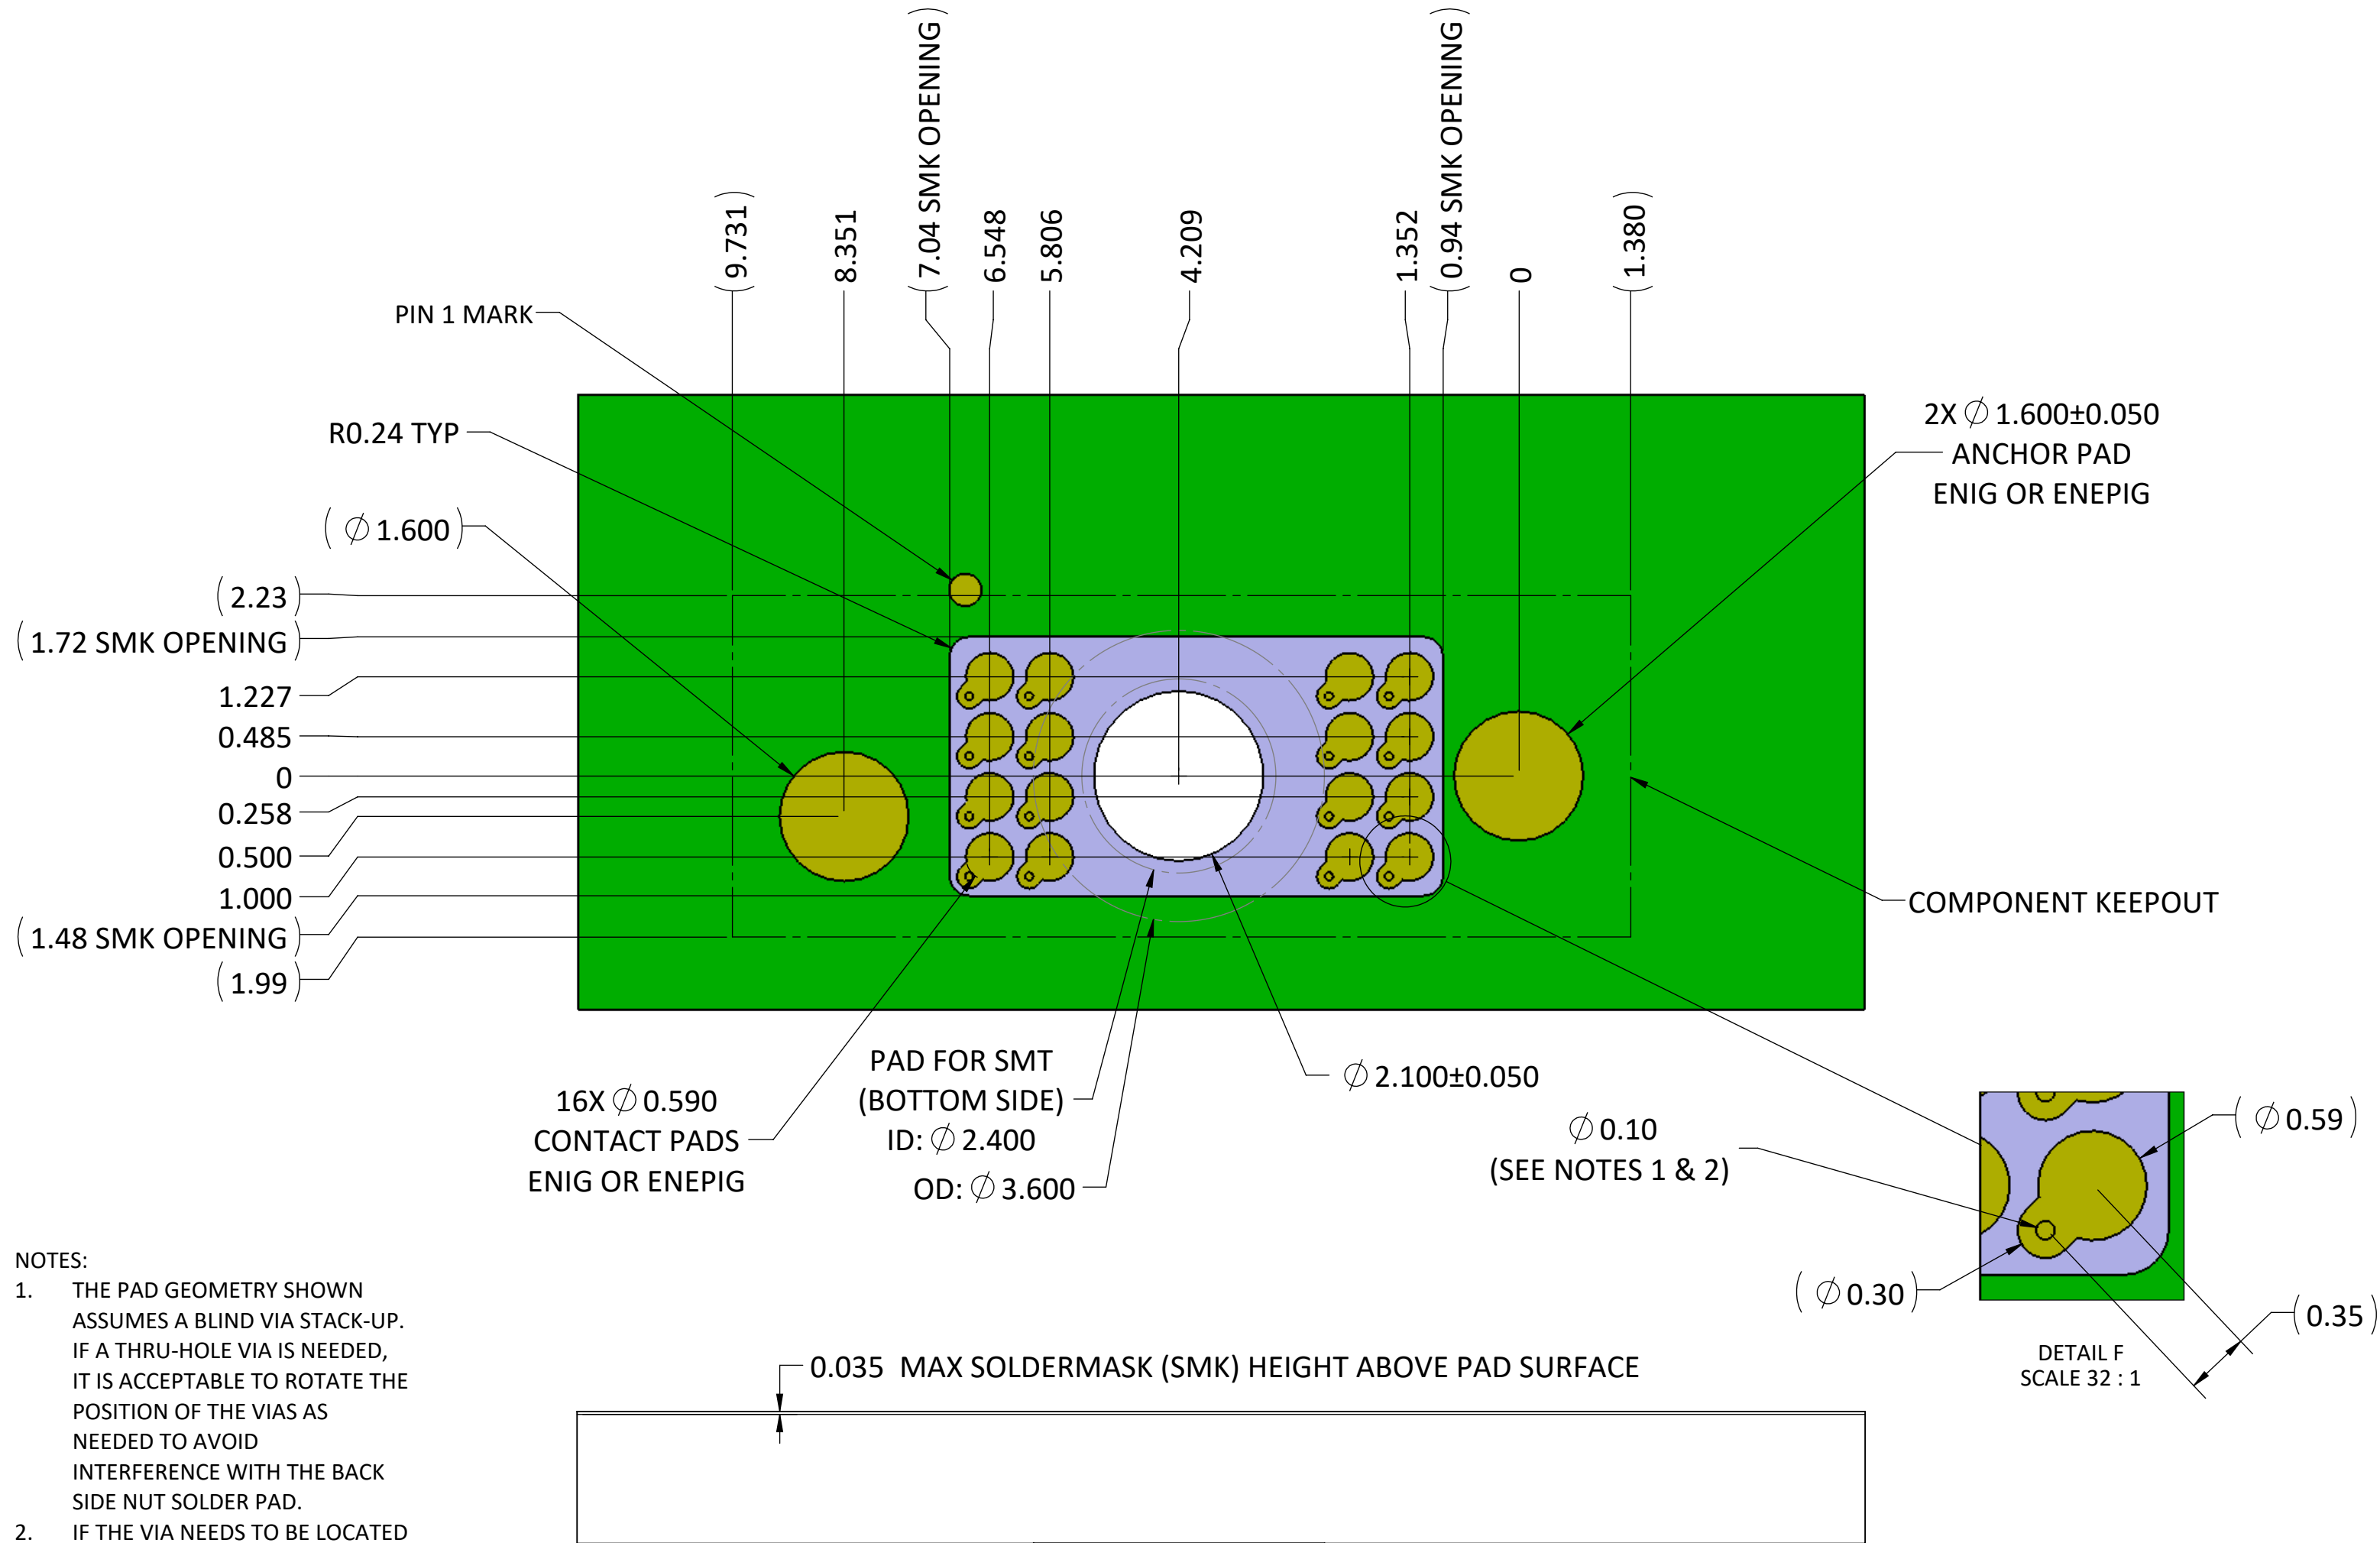 (9.731)
8.351
(7.04 SMK OPENING)
6.548
5.806
4.209
1.352
(0.94 SMK OPENING)
0
(1.380)
PIN 1 MARK
R0.24 TYP
(∅1.600)
(2.23)
(1.72 SMK OPENING)
1.227
0.485
0
0.258
0.500
1.000
(1.48 SMK OPENING)
(1.99)
2X ∅1.600±0.050
ANCHOR PAD
ENIG OR ENEPIG
COMPONENT KEEPOUT
16X ∅0.590
CONTACT PADS
ENIG OR ENEPIG
PAD FOR SMT
(BOTTOM SIDE)
ID: ∅2.400
OD: ∅3.600
∅2.100±0.050
∅0.10
(SEE NOTES 1 & 2)
(∅0.59)
(∅0.30)
(0.35)
DETAIL F
SCALE 32 : 1
0.035 MAX SOLDERMASK (SMK) HEIGHT ABOVE PAD SURFACE
NOTES:
1. THE PAD GEOMETRY SHOWN
ASSUMES A BLIND VIA STACK-UP.
IF A THRU-HOLE VIA IS NEEDED,
IT IS ACCEPTABLE TO ROTATE THE
POSITION OF THE VIAS AS
NEEDED TO AVOID
INTERFERENCE WITH THE BACK
SIDE NUT SOLDER PAD.
2. IF THE VIA NEEDS TO BE LOCATED